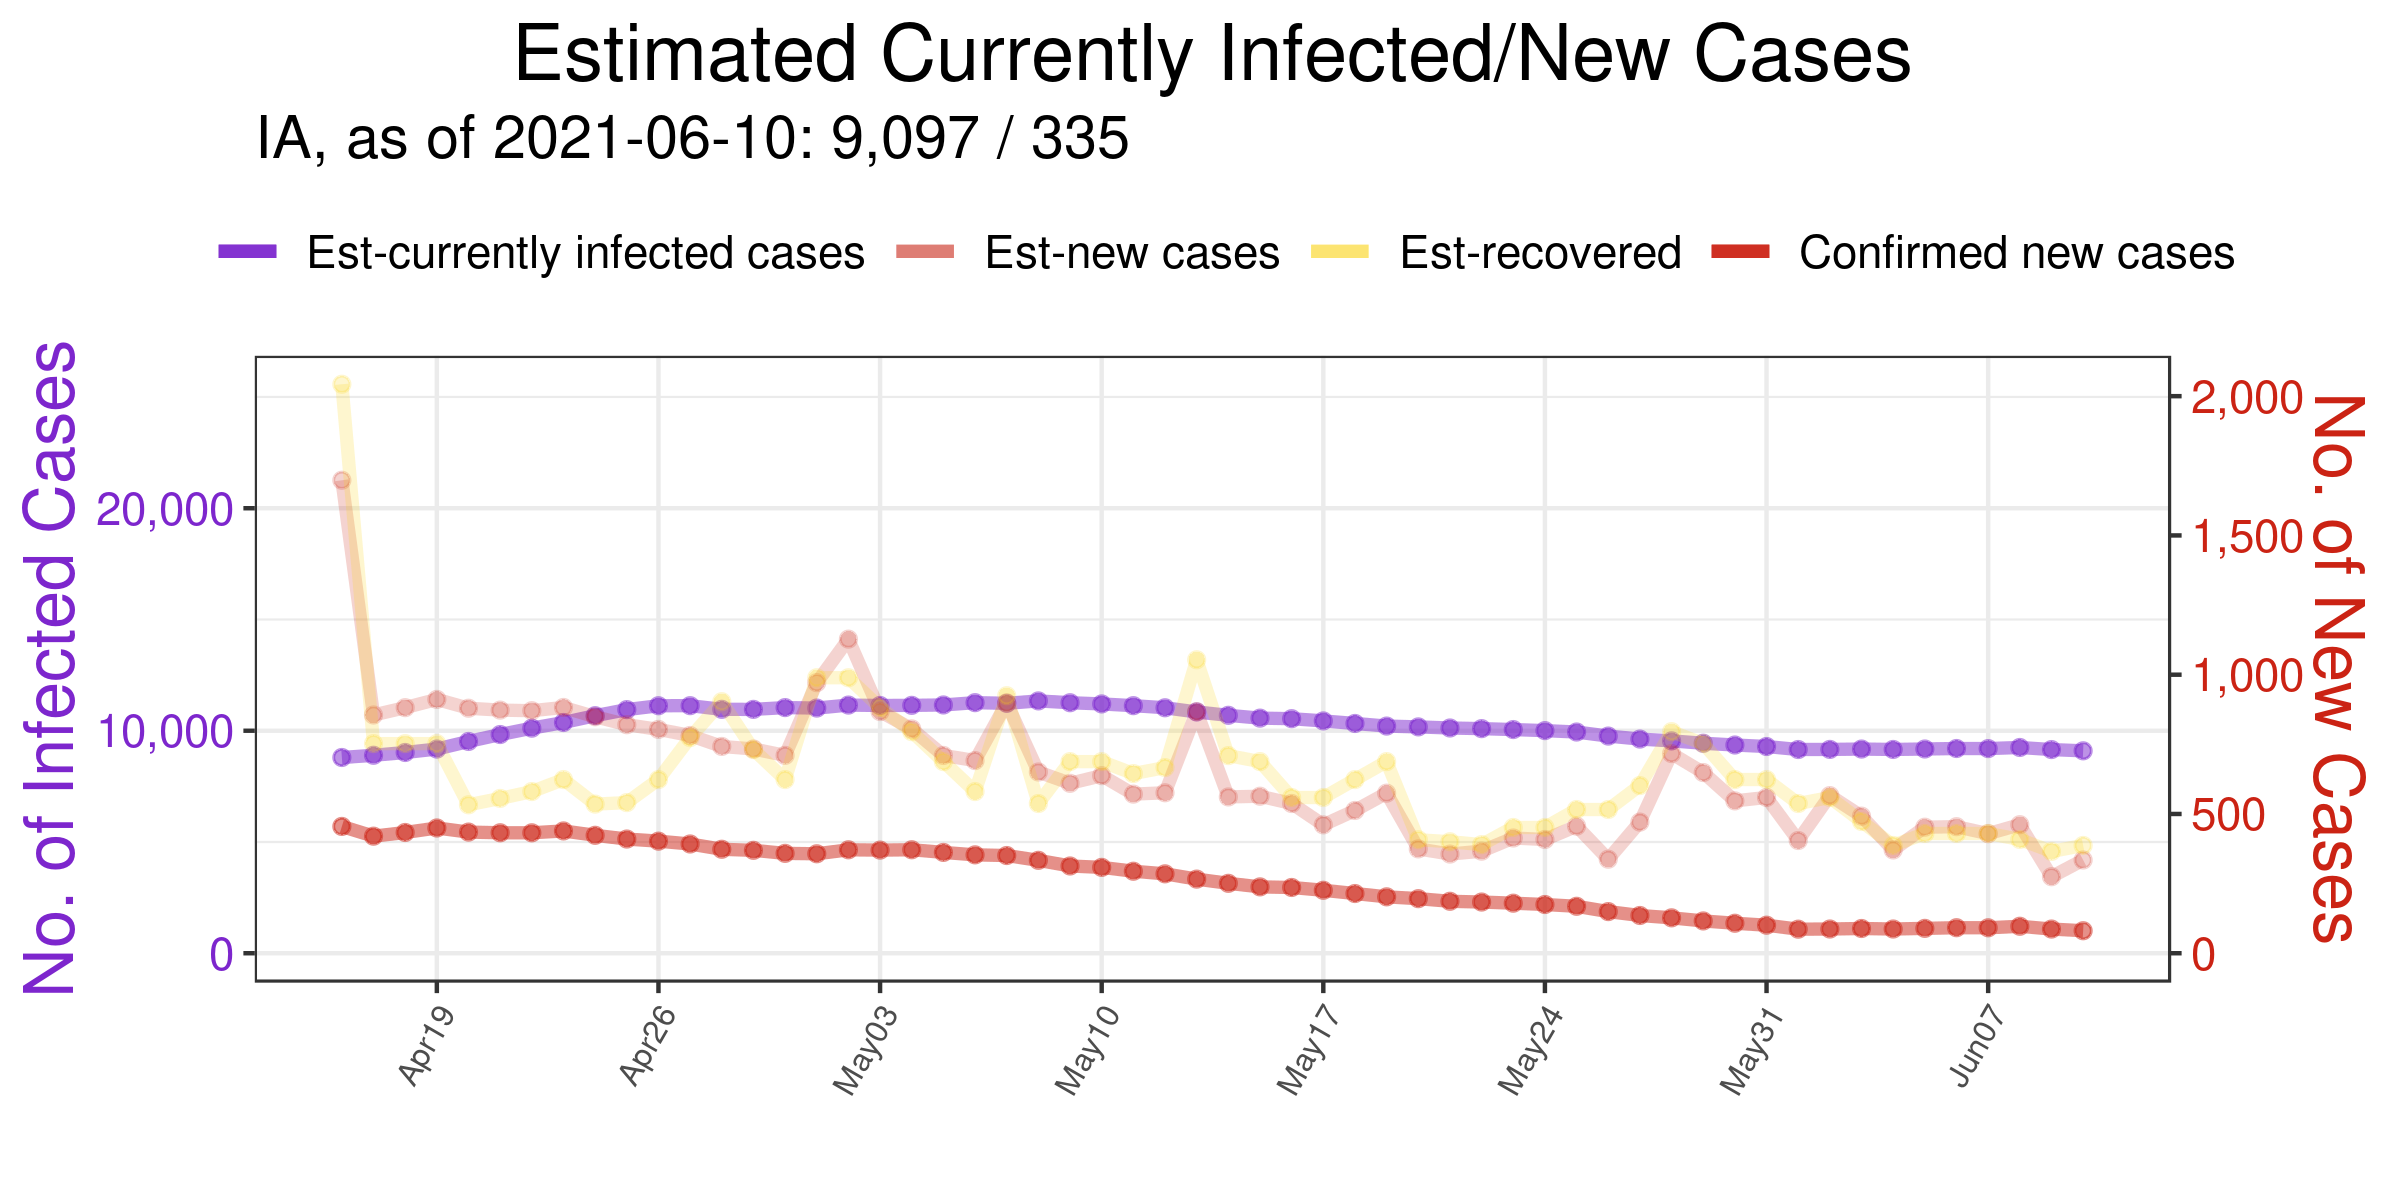 Estimated Currently Infected/New Cases
IA, as of 2021-06-10: 9,097 / 335
Est-currently infected cases Est-new cases Est-recovered Confirmed new cases
No. of Infected Cases
20,000
10,000
0
2,000
1,500
1,000
500
0
No. of New Cases
Apr19 Apr26 May03 May10 May17 May24 May31 Jun07